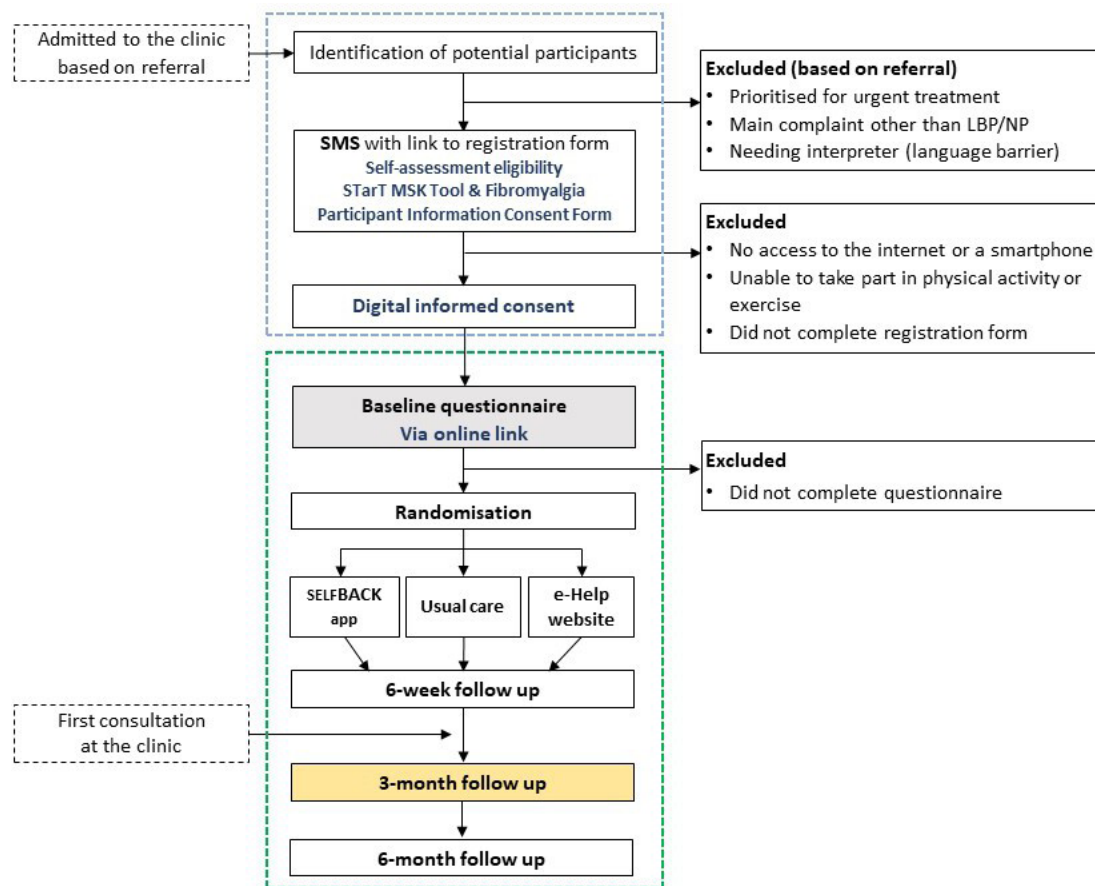 Admitted to the clinic
based on referral
Identification of potential participants
Excluded (based on referral)
• Prioritised for urgent treatment
• Main complaint other than LBP/NP
• Needing interpreter (language barrier)
SMS with link to registration form
Self-assessment eligibility
STarT MSK Tool & Fibromyalgia
Participant Information Consent Form
Excluded
• No access to the internet or a smartphone
• Unable to take part in physical activity or
exercise
• Did not complete registration form
Digital informed consent
Baseline questionnaire
Via online link
Excluded
• Did not complete questionnaire
Randomisation
SELFBACK
app
Usual care
e-Help
website
6-week follow up
First consultation
at the clinic
3-month follow up
6-month follow up